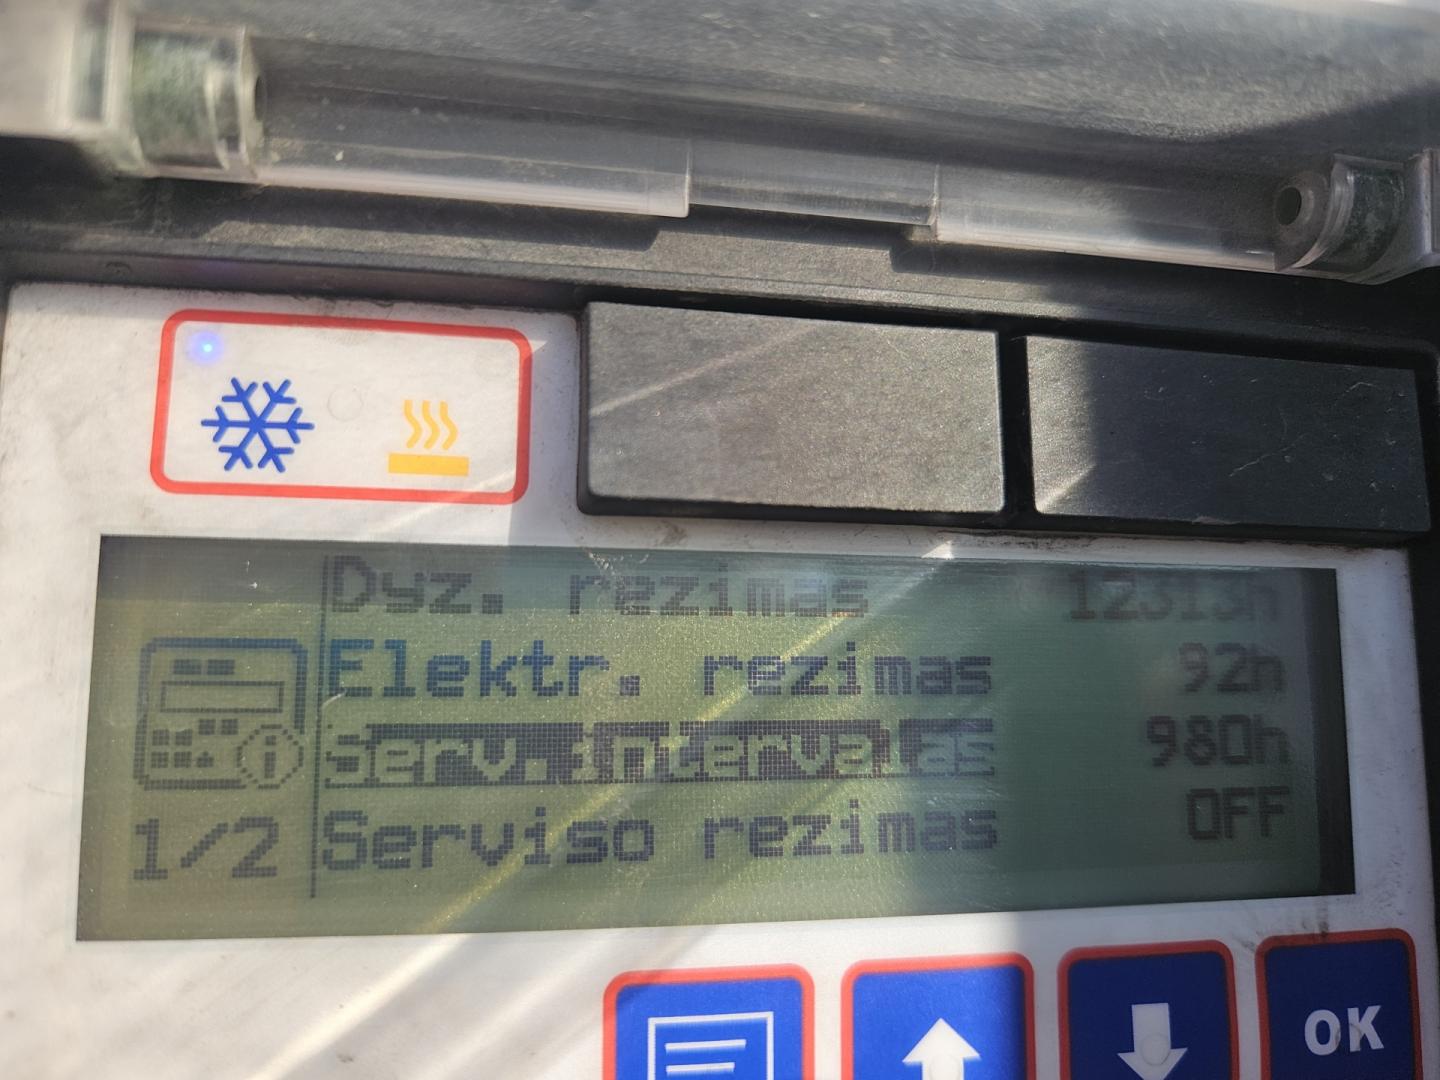 Dyz. rezimas 12313h
Elektr. rezimas 92h
Serv.intervalas 980h
1/2 Serviso rezimas OFF
OK